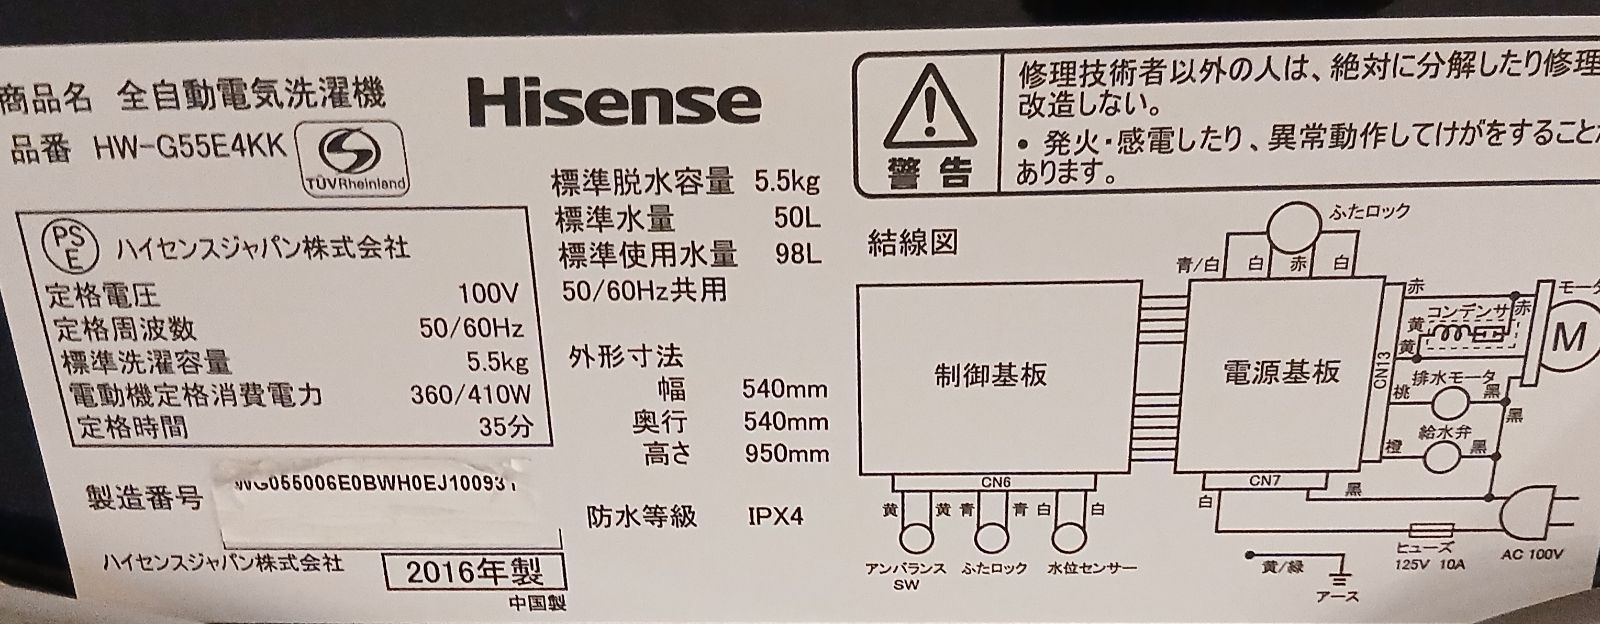 商品名 全自動電気洗濯機
品番 HW-G55E4KK
TÜVRheinland
Hisense
PS
E
ハイセンスジャパン株式会社
定格電圧 100V
定格周波数 50/60Hz
標準洗濯容量 5.5kg
電動機定格消費電力 360/410W
定格時間 35分
製造番号
ハイセンスジャパン株式会社
2016年製
中国製
標準脱水容量 5.5kg
標準水量 50L
標準使用水量 98L
50/60Hz共用
外形寸法
幅 540mm
奥行 540mm
高さ 950mm
防水等級 IPX4
警告
修理技術者以外の人は、絶対に分解したり修理
改造しない。
・発火・感電したり、異常動作してけがをすること
あります。
結線図
ふたロック
青/白 白 赤 白
制御基板
電源基板
CN13
赤
コンデンサ
赤
黄
黄
モータ
M
排水モータ
桃 黒
黒
給水弁
橙 黒
CN6
CN7
白
黒
黄 黄 青 青 白 白
アンバランス
SW
ふたロック
水位センサー
ヒューズ
125V 10A
AC 100V
黄/緑
アース